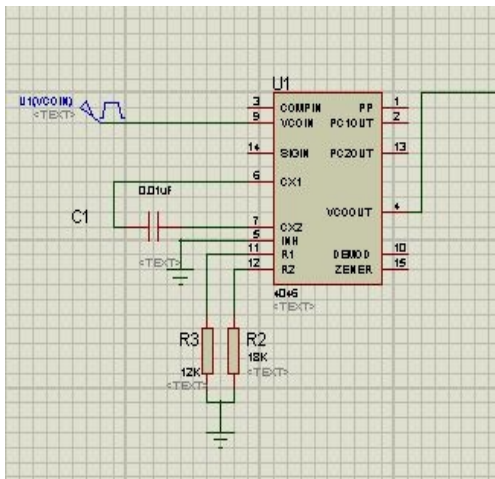 U1
U1(VCOIN)
<TEXT>
3 COMPIN PP 1
9 VCOIN PC1OUT 2
14 SIGIN PC2OUT 13
6 CX1
0.01uF
VCOOUT 4
C1
7 CX2
5 INH
11 R1 DEMOD 10
12 R2 ZENER 15
<TEXT>
4046
<TEXT>
R3 R2
12K 18K
<TEXT> <TEXT>